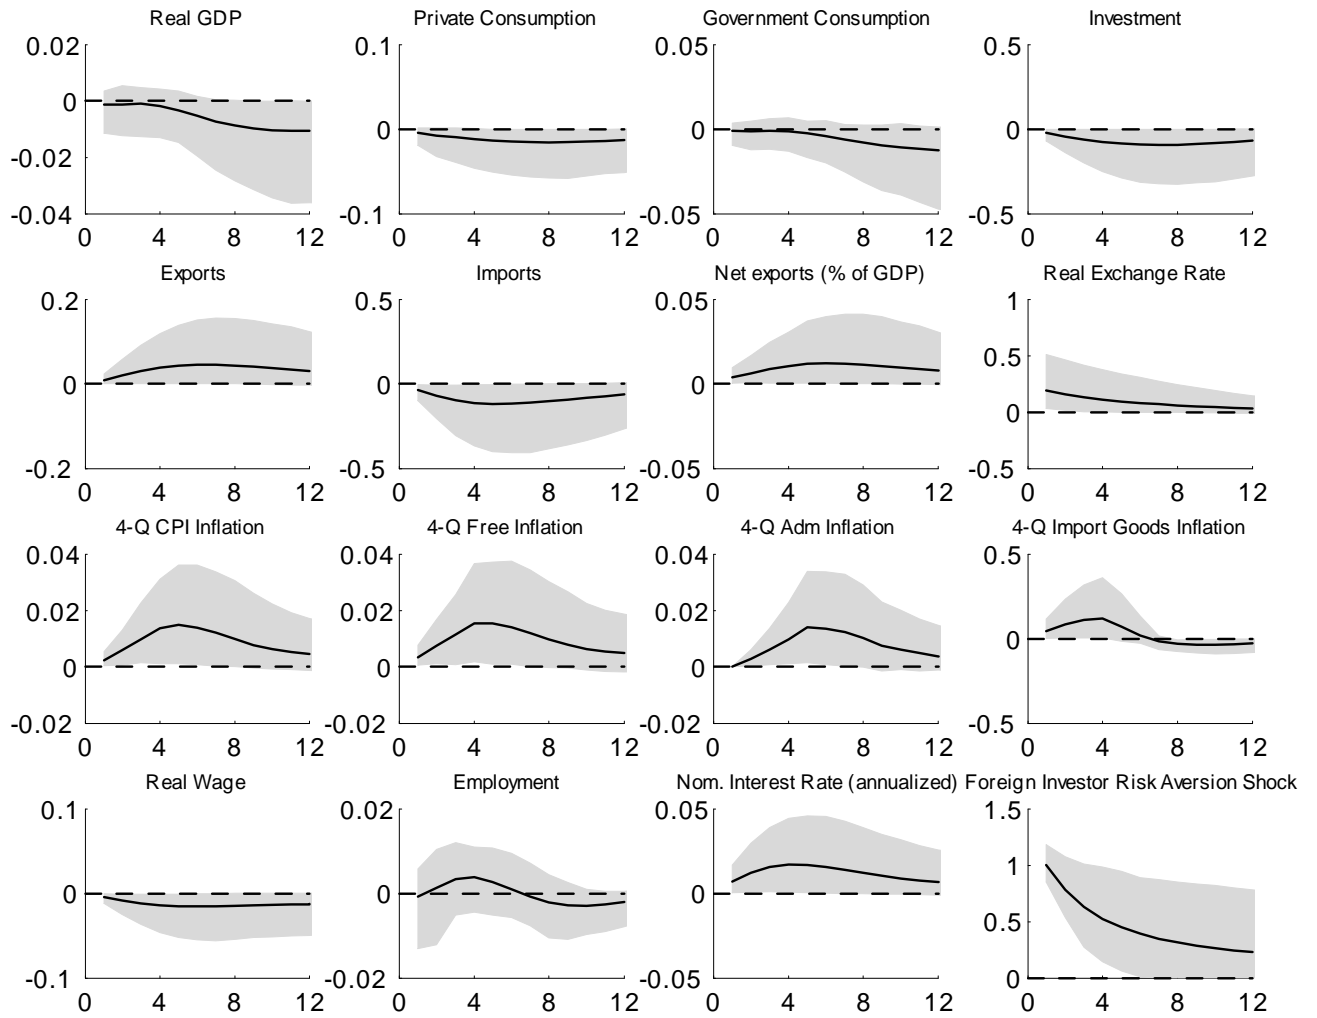 Real GDP Private Consumption Government Consumption Investment
0.02 0.1 0.05 0.5
0 0 0 0
-0.02
-0.04 -0.1 -0.05 -0.5
0 4 8 12 0 4 8 12 0 4 8 12 0 4 8 12
Exports Imports Net exports (% of GDP) Real Exchange Rate
0.2 0.5 0.05 1
0.5
0 0 0 0
-0.2 -0.5 -0.05 -0.5
0 4 8 12 0 4 8 12 0 4 8 12 0 4 8 12
4-Q CPI Inflation 4-Q Free Inflation 4-Q Adm Inflation 4-Q Import Goods Inflation
0.04 0.04 0.04 0.5
0.02 0.02 0.02
0 0 0 0
-0.02 -0.02 -0.02 -0.5
0 4 8 12 0 4 8 12 0 4 8 12 0 4 8 12
Real Wage Employment Nom. Interest Rate (annualized) Foreign Investor Risk Aversion Shock
0.1 0.02 0.05 1.5
1
0 0 0
0.5
-0.1 -0.02 -0.05 0
0 4 8 12 0 4 8 12 0 4 8 12 0 4 8 12